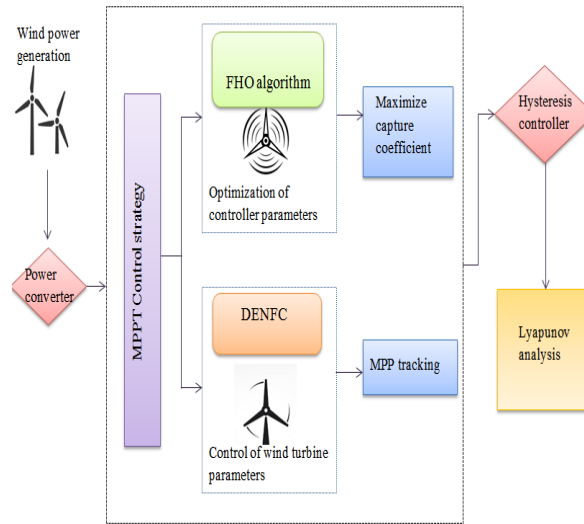 Wind power
generation
Power
converter
MPPT Control strategy
FHO algorithm
Optimization of
controller parameters
Maximize
capture
coefficient
DENFC
Control of wind turbine
parameters
MPP tracking
Hysteresis
controller
Lyapunov
analysis